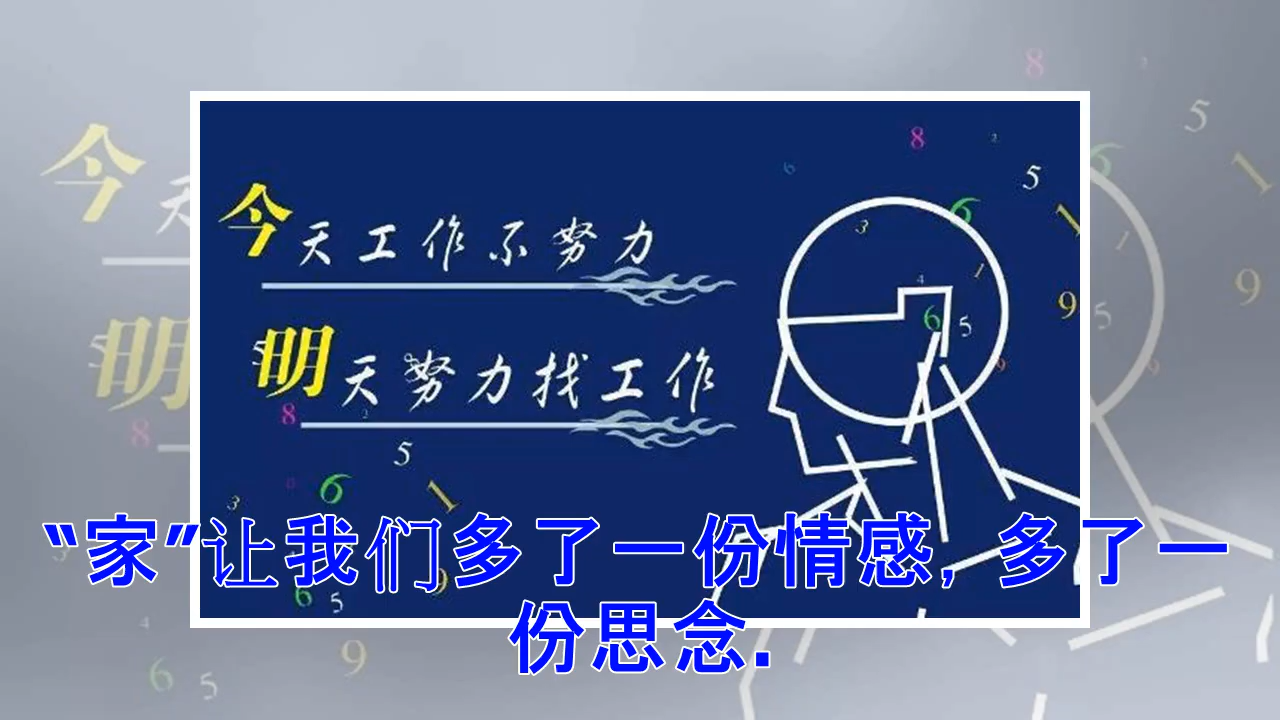 今天工作不努力
明天努力找工作
“家”让我们多了一份情感, 多了一
份思念.